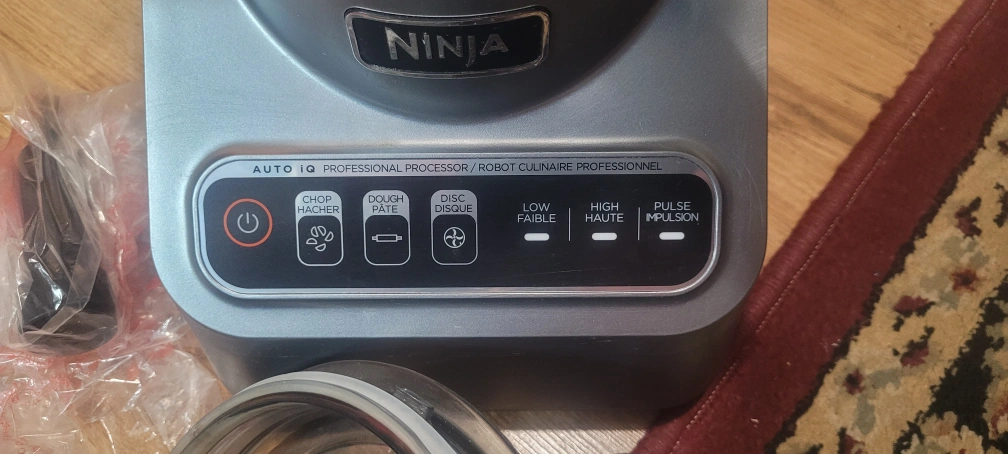 NINJA
AUTO iQ PROFESSIONAL PROCESSOR / ROBOT CULINAIRE PROFESSIONNEL
CHOP
HACHER
DOUGH
PÂTE
DISC
DISQUE
LOW
FAIBLE
HIGH
HAUTE
PULSE
IMPULSION